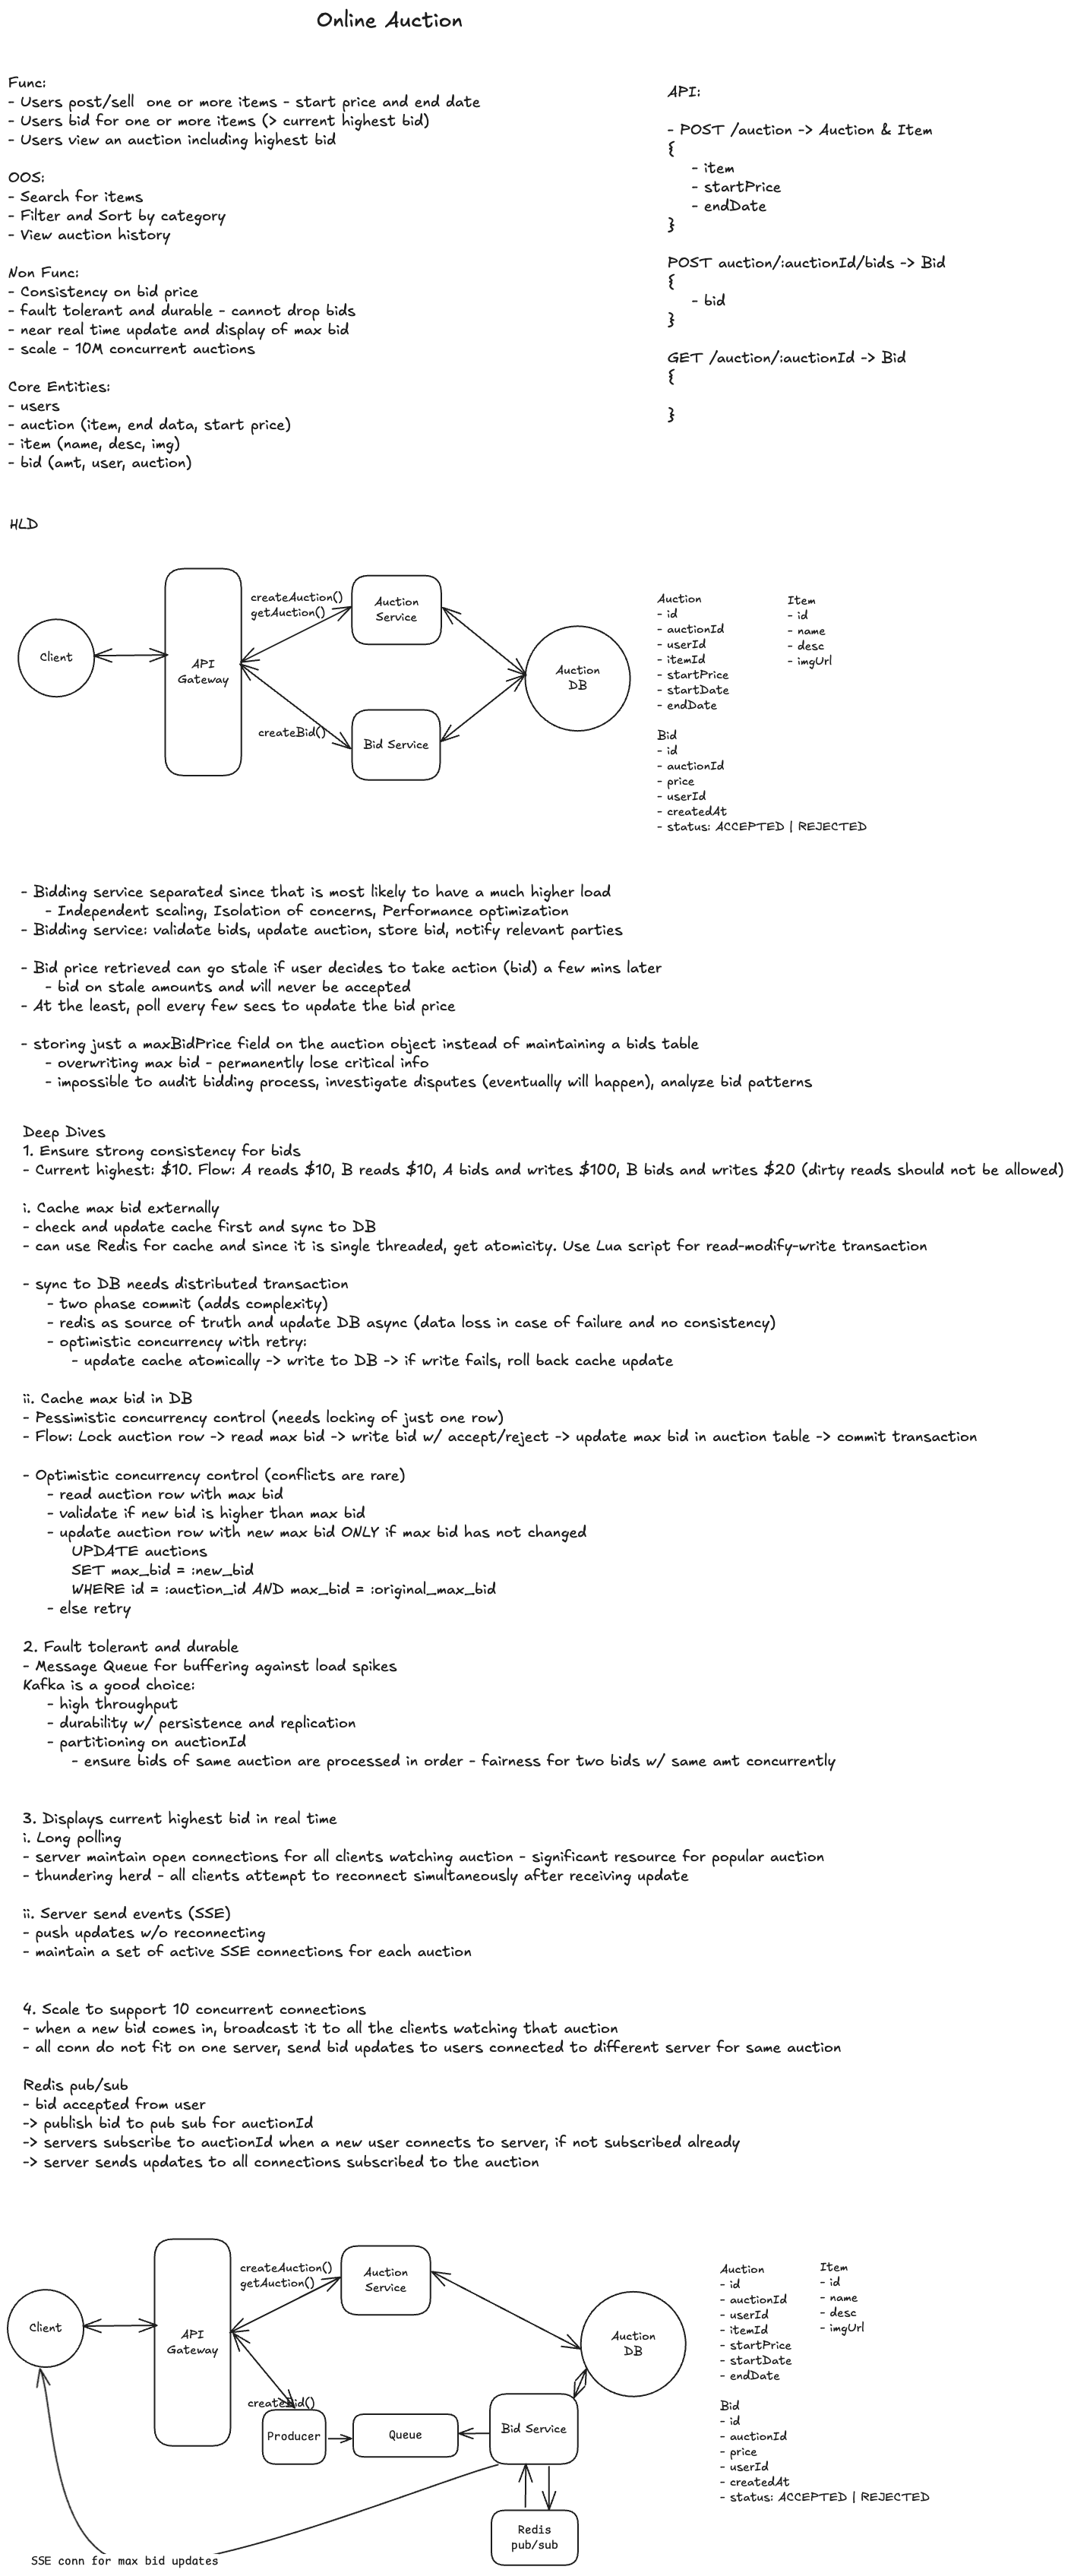 Online Auction
Func:
- Users post/sell  one or more items - start price and end date
- Users bid for one or more items (> current highest bid)
- Users view an auction including highest bid
OOS:
- Search for items
- Filter and Sort by category
- View auction history
Non Func:
- Consistency on bid price
- fault tolerant and durable - cannot drop bids
- near real time update and display of max bid
- scale - 10M concurrent auctions
Core Entities:
- users
- auction (item, end data, start price)
- item (name, desc, img)
- bid (amt, user, auction)
API:
- POST /auction -> Auction & Item
{
- item
- startPrice
- endDate
}
POST auction/:auctionId/bids -> Bid
{
- bid
}
GET /auction/:auctionId -> Bid
{
}
HLD
Client
API
Gateway
createAuction()
getAuction()
createBid()
Auction
Service
Bid Service
Auction
DB
Auction
- id
- auctionId
- userId
- itemId
- startPrice
- startDate
- endDate
Item
- id
- name
- desc
- imgUrl
Bid
- id
- auctionId
- price
- userId
- createdAt
- status: ACCEPTED | REJECTED
- Bidding service separated since that is most likely to have a much higher load
- Independent scaling, Isolation of concerns, Performance optimization
- Bidding service: validate bids, update auction, store bid, notify relevant parties
- Bid price retrieved can go stale if user decides to take action (bid) a few mins later
- bid on stale amounts and will never be accepted
- At the least, poll every few secs to update the bid price
- storing just a maxBidPrice field on the auction object instead of maintaining a bids table
- overwriting max bid - permanently lose critical info
- impossible to audit bidding process, investigate disputes (eventually will happen), analyze bid patterns
Deep Dives
1. Ensure strong consistency for bids
- Current highest: $10. Flow: A reads $10, B reads $10, A bids and writes $100, B bids and writes $20 (dirty reads should not be allowed)
i. Cache max bid externally
- check and update cache first and sync to DB
- can use Redis for cache and since it is single threaded, get atomicity. Use Lua script for read-modify-write transaction
- sync to DB needs distributed transaction
- two phase commit (adds complexity)
- redis as source of truth and update DB async (data loss in case of failure and no consistency)
- optimistic concurrency with retry:
- update cache atomically -> write to DB -> if write fails, roll back cache update
ii. Cache max bid in DB
- Pessimistic concurrency control (needs locking of just one row)
- Flow: Lock auction row -> read max bid -> write bid w/ accept/reject -> update max bid in auction table -> commit transaction
- Optimistic concurrency control (conflicts are rare)
- read auction row with max bid
- validate if new bid is higher than max bid
- update auction row with new max bid ONLY if max bid has not changed
UPDATE auctions
SET max_bid = :new_bid
WHERE id = :auction_id AND max_bid = :original_max_bid
- else retry
2. Fault tolerant and durable
- Message Queue for buffering against load spikes
Kafka is a good choice:
- high throughput
- durability w/ persistence and replication
- partitioning on auctionId
- ensure bids of same auction are processed in order - fairness for two bids w/ same amt concurrently
3. Displays current highest bid in real time
i. Long polling
- server maintain open connections for all clients watching auction - significant resource for popular auction
- thundering herd - all clients attempt to reconnect simultaneously after receiving update
ii. Server send events (SSE)
- push updates w/o reconnecting
- maintain a set of active SSE connections for each auction
4. Scale to support 10 concurrent connections
- when a new bid comes in, broadcast it to all the clients watching that auction
- all conn do not fit on one server, send bid updates to users connected to different server for same auction
Redis pub/sub
- bid accepted from user
-> publish bid to pub sub for auctionId
-> servers subscribe to auctionId when a new user connects to server, if not subscribed already
-> server sends updates to all connections subscribed to the auction
Client
API
Gateway
createAuction()
getAuction()
createBid()
Auction
Service
Producer
Queue
Bid Service
Auction
DB
Redis
pub/sub
SSE conn for max bid updates
Auction
- id
- auctionId
- userId
- itemId
- startPrice
- startDate
- endDate
Item
- id
- name
- desc
- imgUrl
Bid
- id
- auctionId
- price
- userId
- createdAt
- status: ACCEPTED | REJECTED